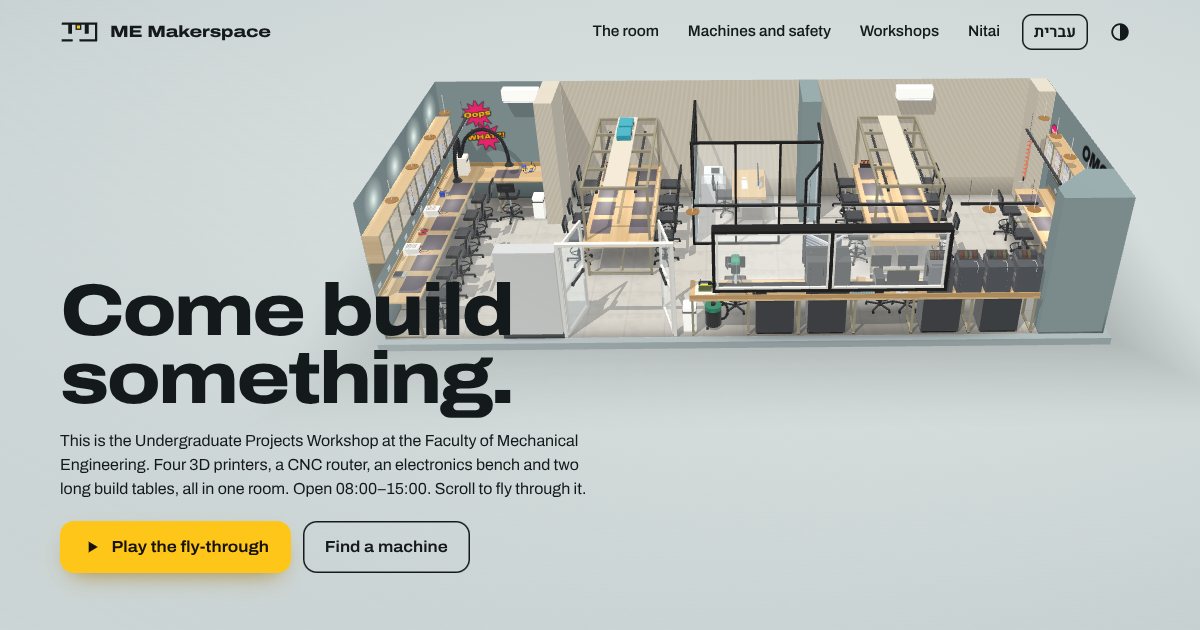 ME Makerspace
The room
Machines and safety
Workshops
Nitai
עברית
Oops
WHAT?!
OMG
Come build
something.
This is the Undergraduate Projects Workshop at the Faculty of Mechanical
Engineering. Four 3D printers, a CNC router, an electronics bench and two
long build tables, all in one room. Open 08:00–15:00. Scroll to fly through it.
Play the fly-through
Find a machine